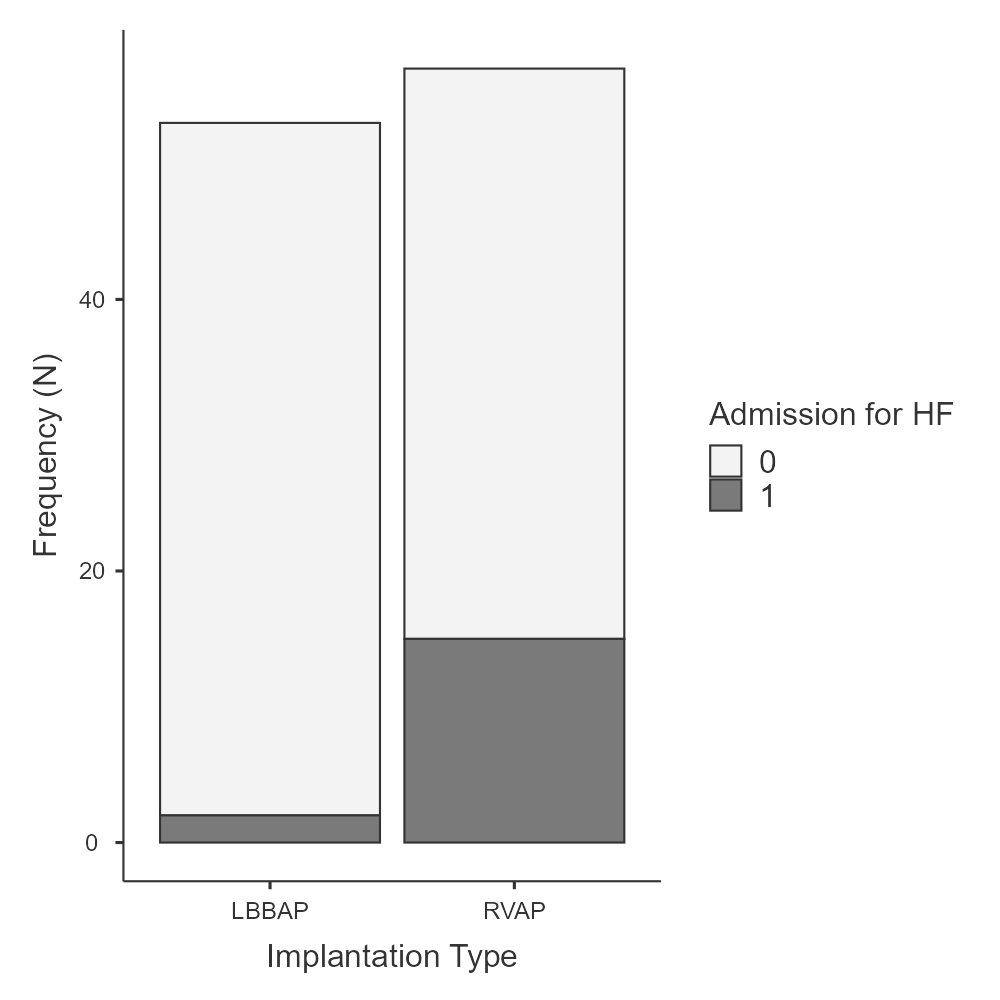 Frequency (N)
40
20
0
LBBAP
RVAP
Implantation Type
Admission for HF
0
1